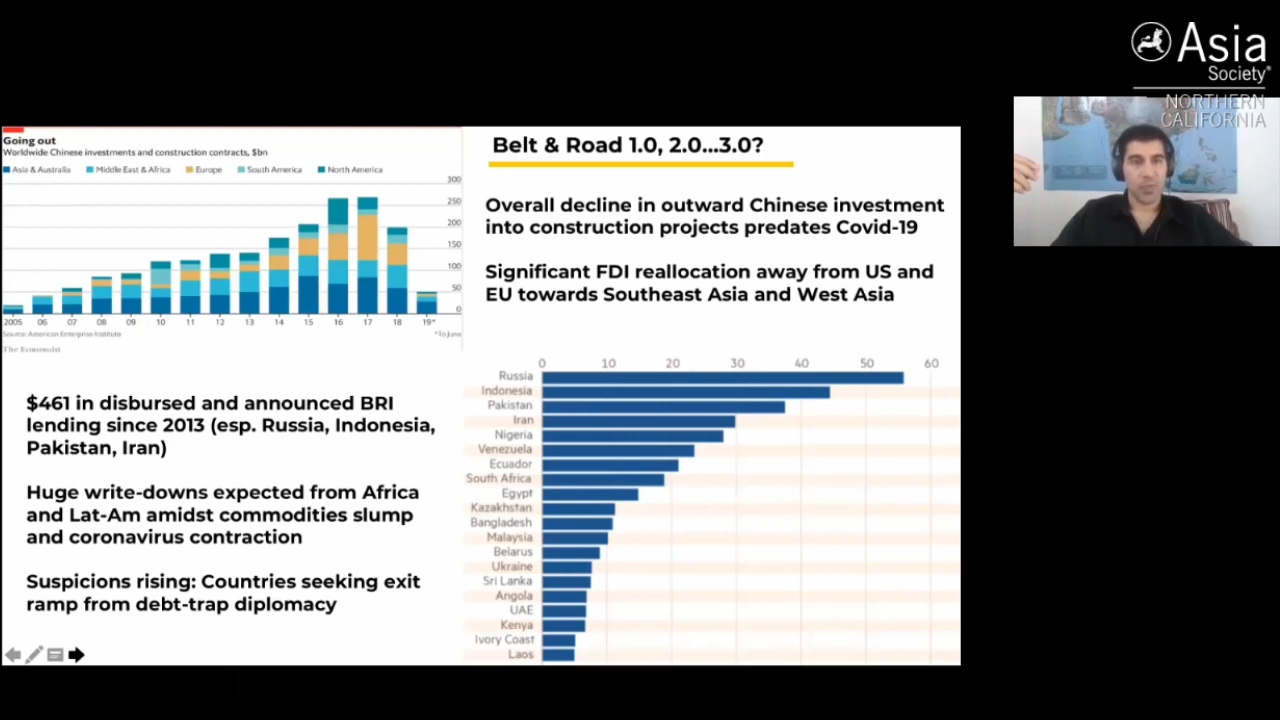 Asia
Society
NORTHERN
CALIFORNIA
Going out
Worldwide Chinese investments and construction contracts, $bn
Asia & Australia Middle East & Africa Europe South America North America
300
250
200
150
100
50
0
2005 06 07 08 09 10 11 12 13 14 15 16 17 18 19*
Source: American Enterprise Institute *To June
The Economist
Belt & Road 1.0, 2.0...3.0?
Overall decline in outward Chinese investment
into construction projects predates Covid-19
Significant FDI reallocation away from US and
EU towards Southeast Asia and West Asia
$461 in disbursed and announced BRI
lending since 2013 (esp. Russia, Indonesia,
Pakistan, Iran)
Huge write-downs expected from Africa
and Lat-Am amidst commodities slump
and coronavirus contraction
Suspicions rising: Countries seeking exit
ramp from debt-trap diplomacy
0 10 20 30 40 50 60
Russia
Indonesia
Pakistan
Iran
Nigeria
Venezuela
Ecuador
South Africa
Egypt
Kazakhstan
Bangladesh
Malaysia
Belarus
Ukraine
Sri Lanka
Angola
UAE
Kenya
Ivory Coast
Laos